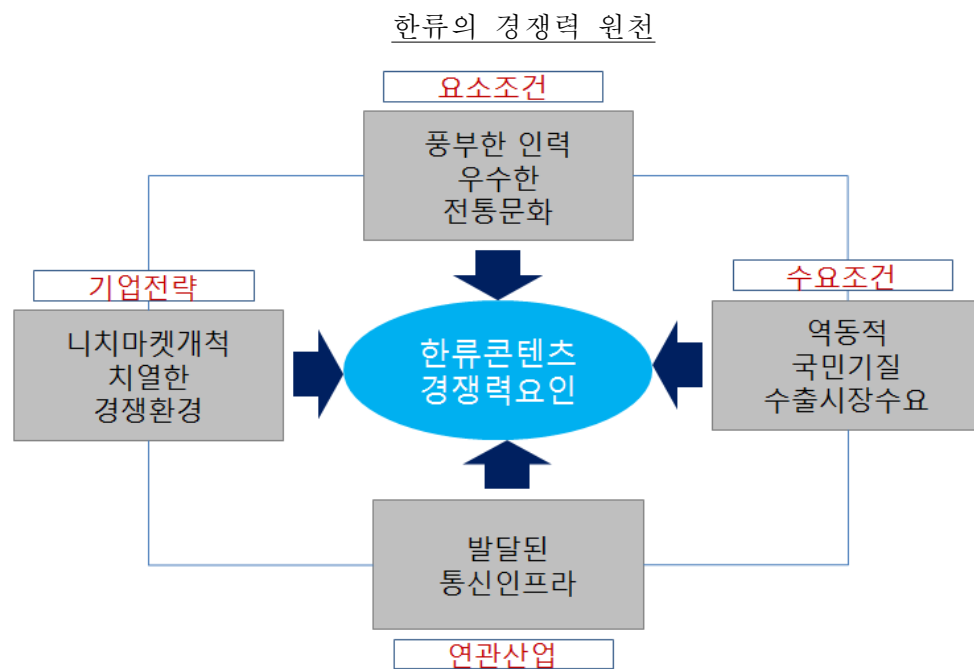 한류의 경쟁력 원천
요소조건
풍부한 인력
우수한
전통문화
기업전략
니치마켓개척
치열한
경쟁환경
한류콘텐츠
경쟁력요인
수요조건
역동적
국민기질
수출시장수요
발달된
통신인프라
연관산업